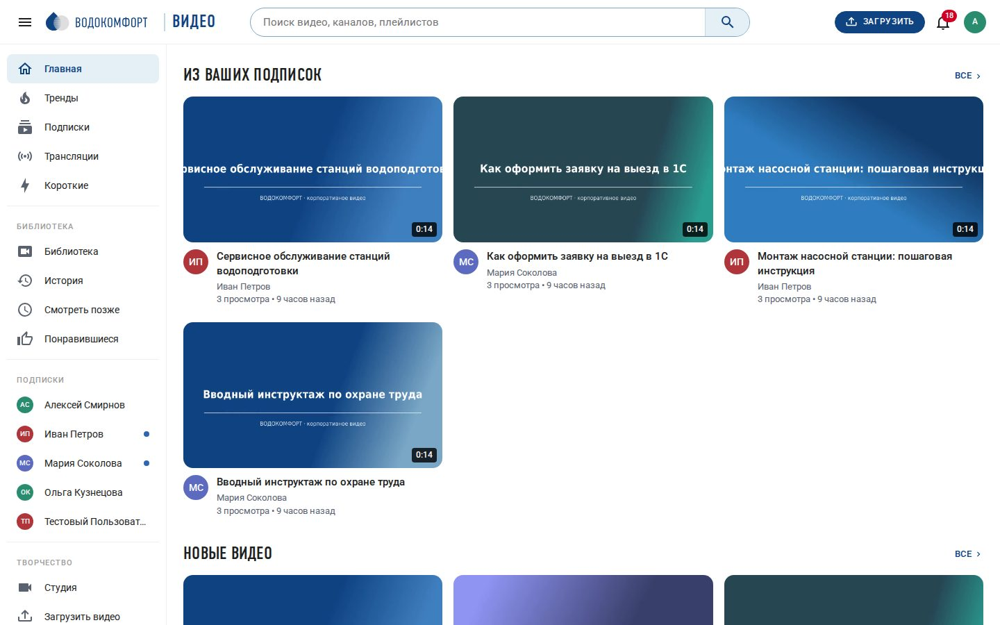 ВОДОКОМФОРТ
ВИДЕО
Поиск видео, каналов, плейлистов
ЗАГРУЗИТЬ
18
А
Главная
Тренды
Подписки
Трансляции
Короткие
БИБЛИОТЕКА
Библиотека
История
Смотреть позже
Понравившиеся
ПОДПИСКИ
АС Алексей Смирнов
ИП Иван Петров
МС Мария Соколова
ОК Ольга Кузнецова
ТП Тестовый Пользоват...
ТВОРЧЕСТВО
Студия
Загрузить видео
ИЗ ВАШИХ ПОДПИСОК
ВСЕ
рвисное обслуживание станций водоподготов
ВОДОКОМФОРТ · корпоративное видео
0:14
ИП
Сервисное обслуживание станций
водоподготовки
Иван Петров
3 просмотра • 9 часов назад
Как оформить заявку на выезд в 1С
ВОДОКОМФОРТ · корпоративное видео
0:14
МС
Как оформить заявку на выезд в 1С
Мария Соколова
3 просмотра • 9 часов назад
онтаж насосной станции: пошаговая инструкц
ВОДОКОМФОРТ · корпоративное видео
0:14
ИП
Монтаж насосной станции: пошаговая
инструкция
Иван Петров
3 просмотра • 9 часов назад
Вводный инструктаж по охране труда
ВОДОКОМФОРТ · корпоративное видео
0:14
МС
Вводный инструктаж по охране труда
Мария Соколова
3 просмотра • 9 часов назад
НОВЫЕ ВИДЕО
ВСЕ